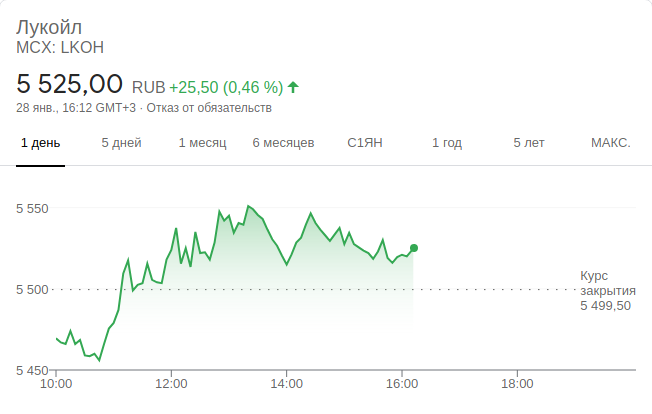 Лукойл
MCX: LKOH
5 525,00 RUB +25,50 (0,46 %)
28 янв., 16:12 GMT+3 · Отказ от обязательств
1 день 5 дней 1 месяц 6 месяцев С1ЯН 1 год 5 лет МАКС.
5 550
5 500
Курс
закрытия
5 499,50
5 450
10:00 12:00 14:00 16:00 18:00